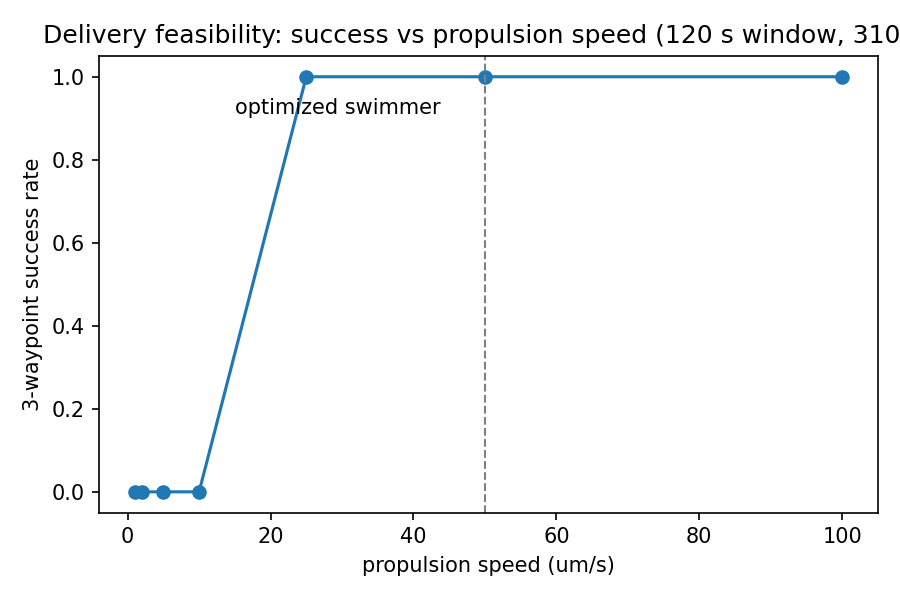 Delivery feasibility: success vs propulsion speed (120 s window, 310
1.0
optimized swimmer
0.8
0.6
0.4
0.2
0.0
3-waypoint success rate
0 20 40 60 80 100
propulsion speed (um/s)